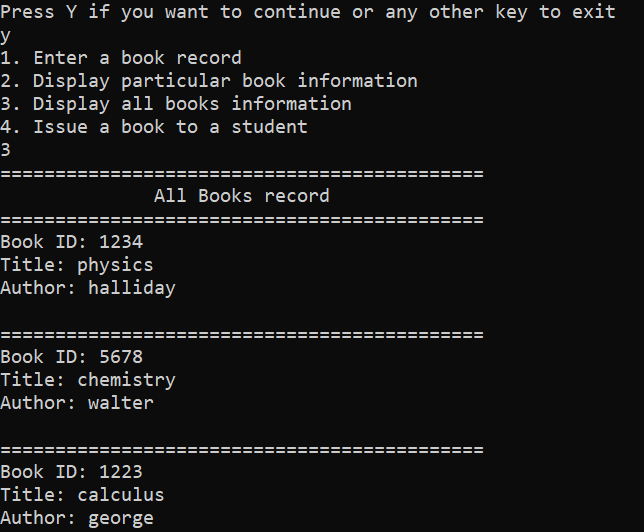 Press Y if you want to continue or any other key to exit
y
1. Enter a book record
2. Display particular book information
3. Display all books information
4. Issue a book to a student
3
============================================
All Books record
============================================
Book ID: 1234
Title: physics
Author: halliday
============================================
Book ID: 5678
Title: chemistry
Author: walter
============================================
Book ID: 1223
Title: calculus
Author: george